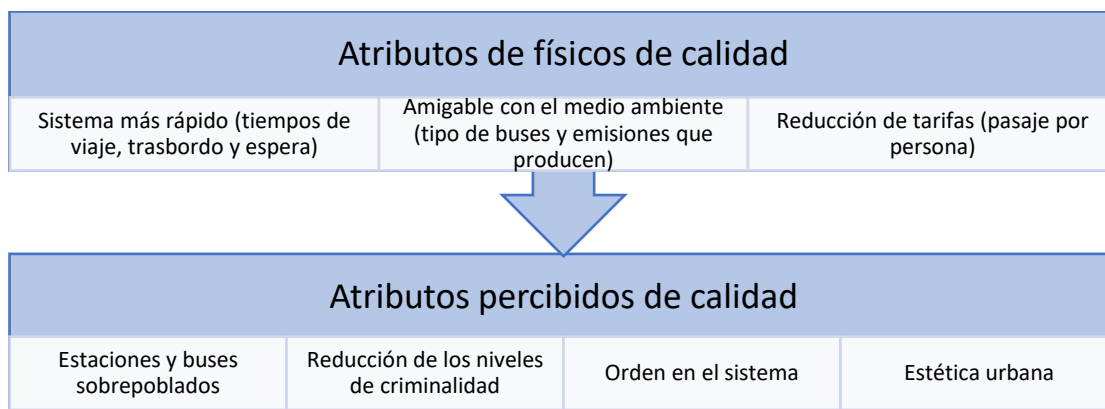 Atributos de físicos de calidad
Sistema más rápido (tiempos de
viaje, trasbordo y espera)
Amigable con el medio ambiente
(tipo de buses y emisiones que
producen)
Reducción de tarifas (pasaje por
persona)
Atributos percibidos de calidad
Estaciones y buses
sobrepoblados
Reducción de los niveles
de criminalidad
Orden en el sistema
Estética urbana